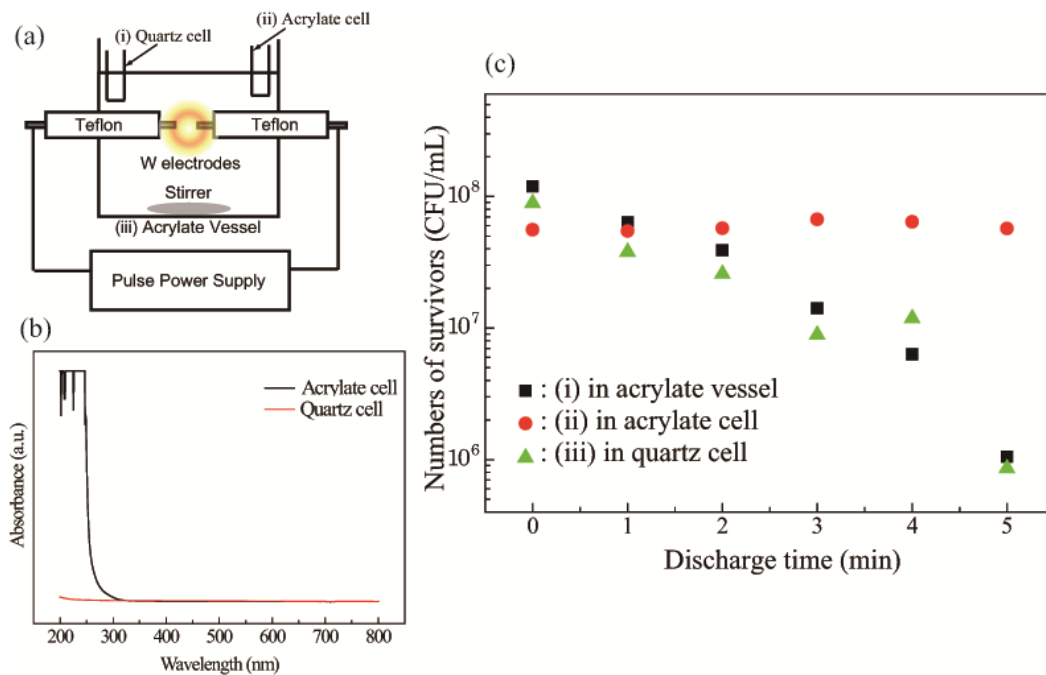 (a)
(i) Quartz cell
(ii) Acrylate cell
Teflon
Teflon
W electrodes
Stirrer
(iii) Acrylate Vessel
Pulse Power Supply
(b)
Absorbance (a.u.)
Acrylate cell
Quartz cell
200 250 300 400 500 600 700 800
Wavelength (nm)
(c)
Numbers of survivors (CFU/mL)
10^8
10^7
10^6
: (i) in acrylate vessel
: (ii) in acrylate cell
: (iii) in quartz cell
0 1 2 3 4 5
Discharge time (min)